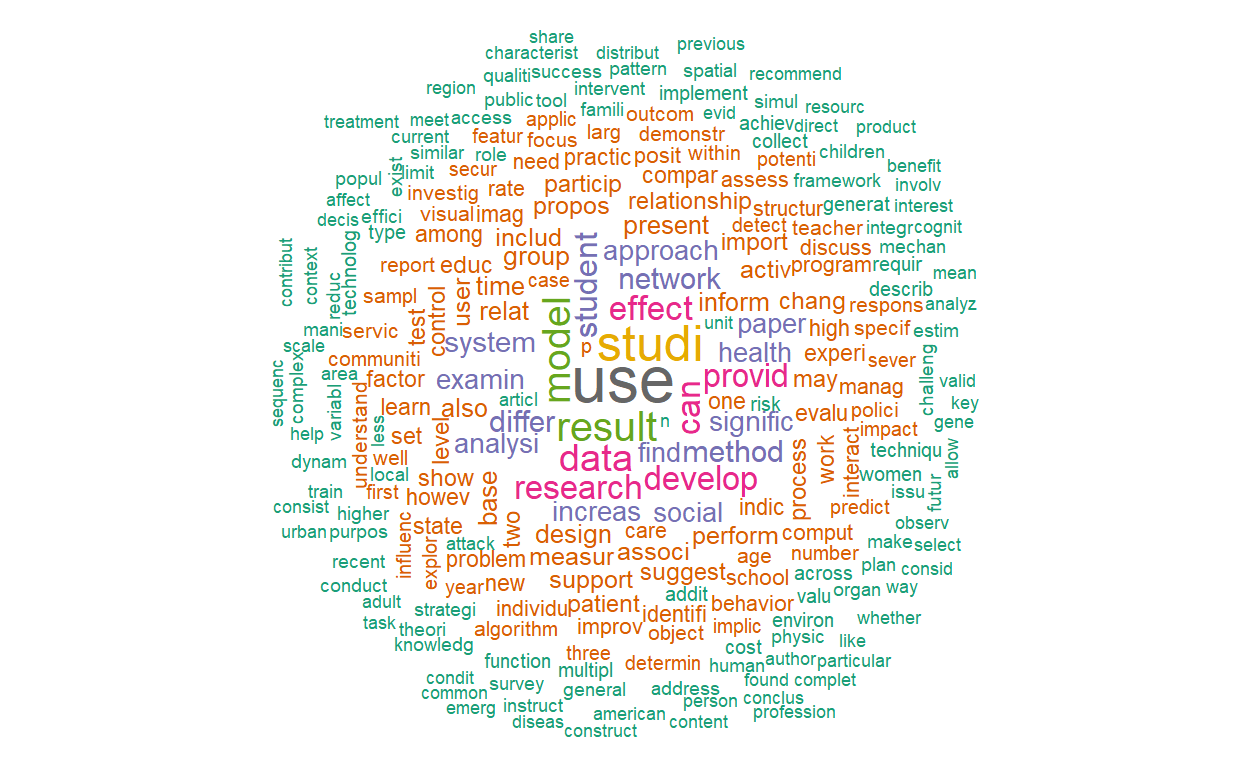 share
characterist distribut previous
qualiti success pattern spatial recommend
region intervent implement
public tool famili evid simul resourc
treatment meet access applic outcom achiev direct product
current featur focus larg demonstr collect
similar role need practic posit within potenti children
exist limit secur compar benefit
popul investig rate particip assess framework involv
affect propos relationship structur generat interest
decis effici visual imag present detect teacher integr cognit
type among includ import discuss mechan
technolog student approach
contribut context report educ group network activ program requir mean
reduc sampl user time case describ
mani servic test control relat model effect inform chang respons analyz
scale system p studi unit paper high specif estim
communiti health experi sever
area factor examin use provid may manag challeng valid
sequenc complex variabl learn also articl can one risk evalu polici key
help less set level differ result n signific impact gene
understand well analysi find method process work interact techniqu allow
dynam local show data women
train first howev base research develop issu futur
consist higher increas social indic predict
urban purpos state two design care perform comput observ
influenc explor attack problem measur associ age number make select
recent year new support suggest school across plan consid
conduct addit valu organ way
adult strategi individu patient identifi behavior environ whether
task theori algorithm improv object implic physic like
knowledg three cost
function multipl determin human author particular
condit survey general address found complet
common instruct person conclus
emerg diseas american content profession
construct